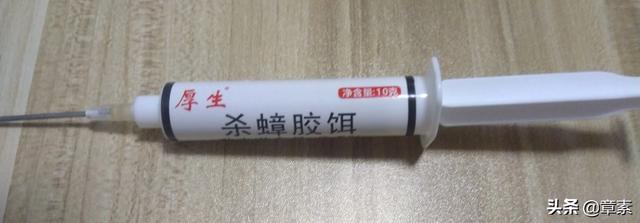 厚生
净含量:10克
杀蟑胶饵
头条 @章素